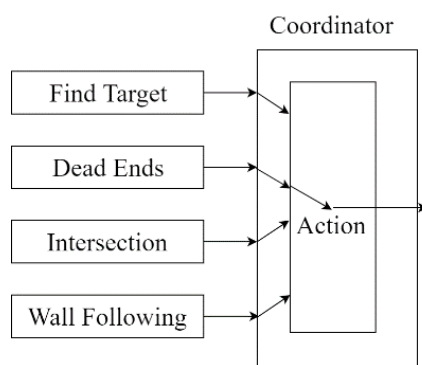 Coordinator
Find Target
Dead Ends
Intersection
Action
Wall Following